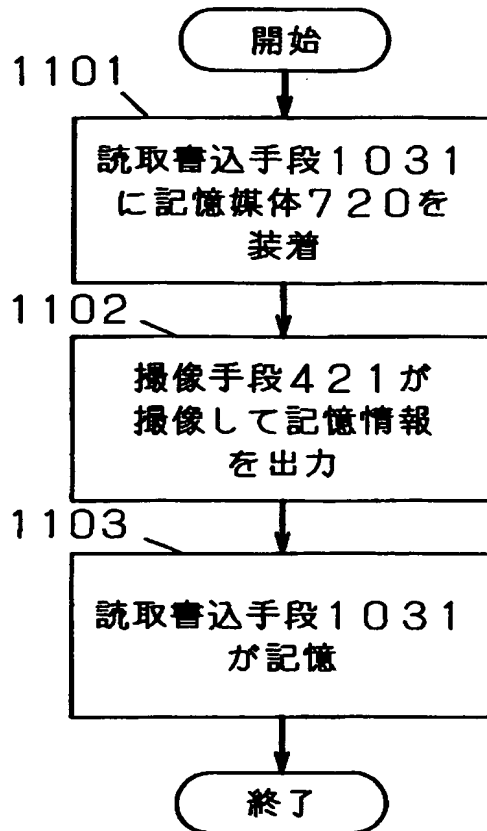 開始
1101
読取書込手段1031
に記憶媒体720を
装着
1102
撮像手段421が
撮像して記憶情報
を出力
1103
読取書込手段1031
が記憶
終了